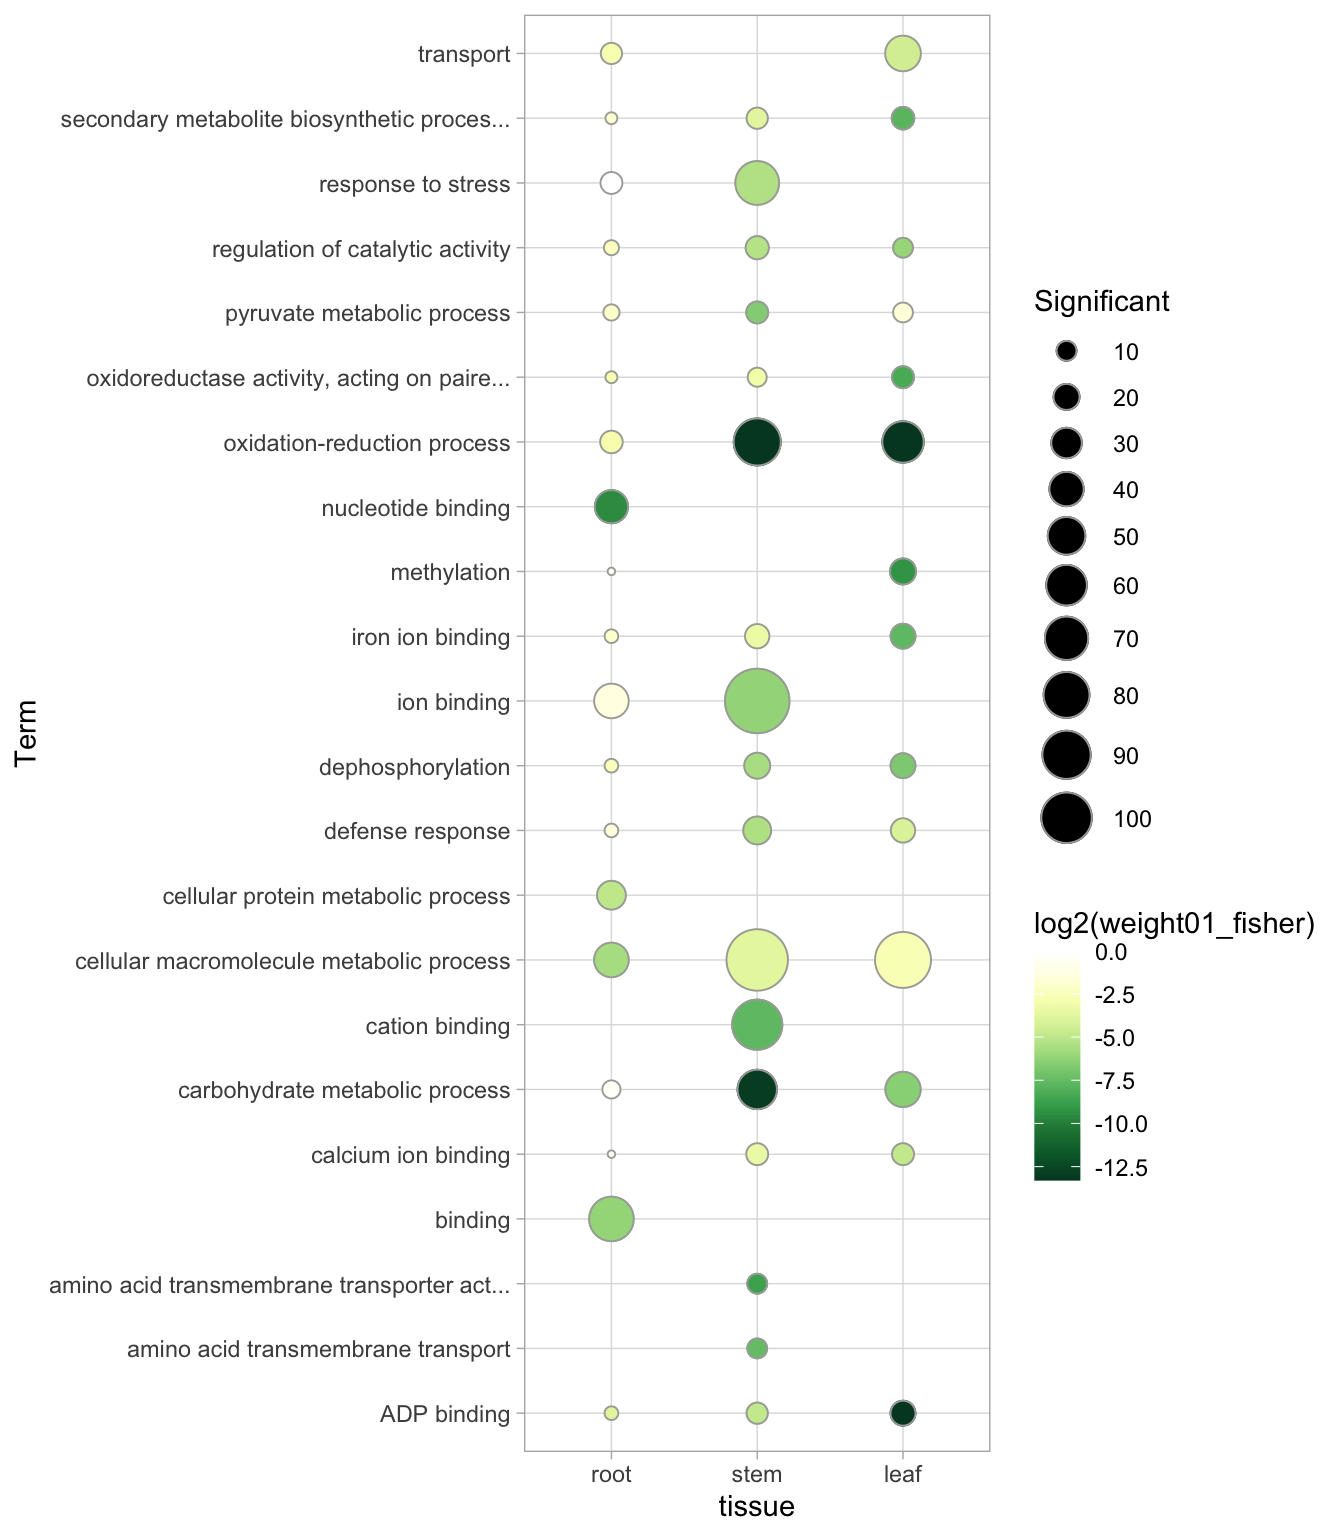 transport
secondary metabolite biosynthetic proces...
response to stress
regulation of catalytic activity
pyruvate metabolic process
oxidoreductase activity, acting on paire...
oxidation-reduction process
nucleotide binding
methylation
iron ion binding
ion binding
dephosphorylation
defense response
cellular protein metabolic process
cellular macromolecule metabolic process
cation binding
carbohydrate metabolic process
calcium ion binding
binding
amino acid transmembrane transporter act...
amino acid transmembrane transport
ADP binding
Term
root stem leaf
tissue
Significant
10
20
30
40
50
60
70
80
90
100
log2(weight01_fisher)
0.0
-2.5
-5.0
-7.5
-10.0
-12.5